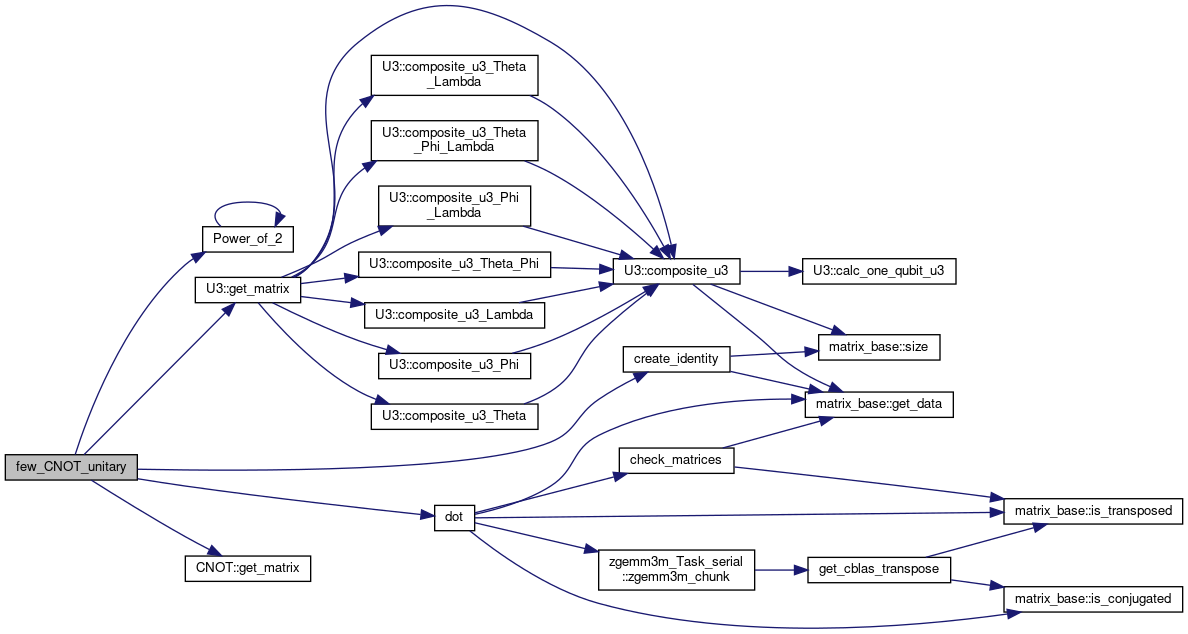 U3::composite_u3_Theta
_Lambda
U3::composite_u3_Theta
_Phi_Lambda
U3::composite_u3_Phi
_Lambda
Power_of_2
U3::composite_u3_Theta_Phi
U3::composite_u3
U3::calc_one_qubit_u3
U3::get_matrix
U3::composite_u3_Lambda
matrix_base::size
create_identity
U3::composite_u3_Phi
matrix_base::get_data
U3::composite_u3_Theta
few_CNOT_unitary
check_matrices
dot
matrix_base::is_transposed
zgemm3m_Task_serial
::zgemm3m_chunk
get_cblas_transpose
CNOT::get_matrix
matrix_base::is_conjugated